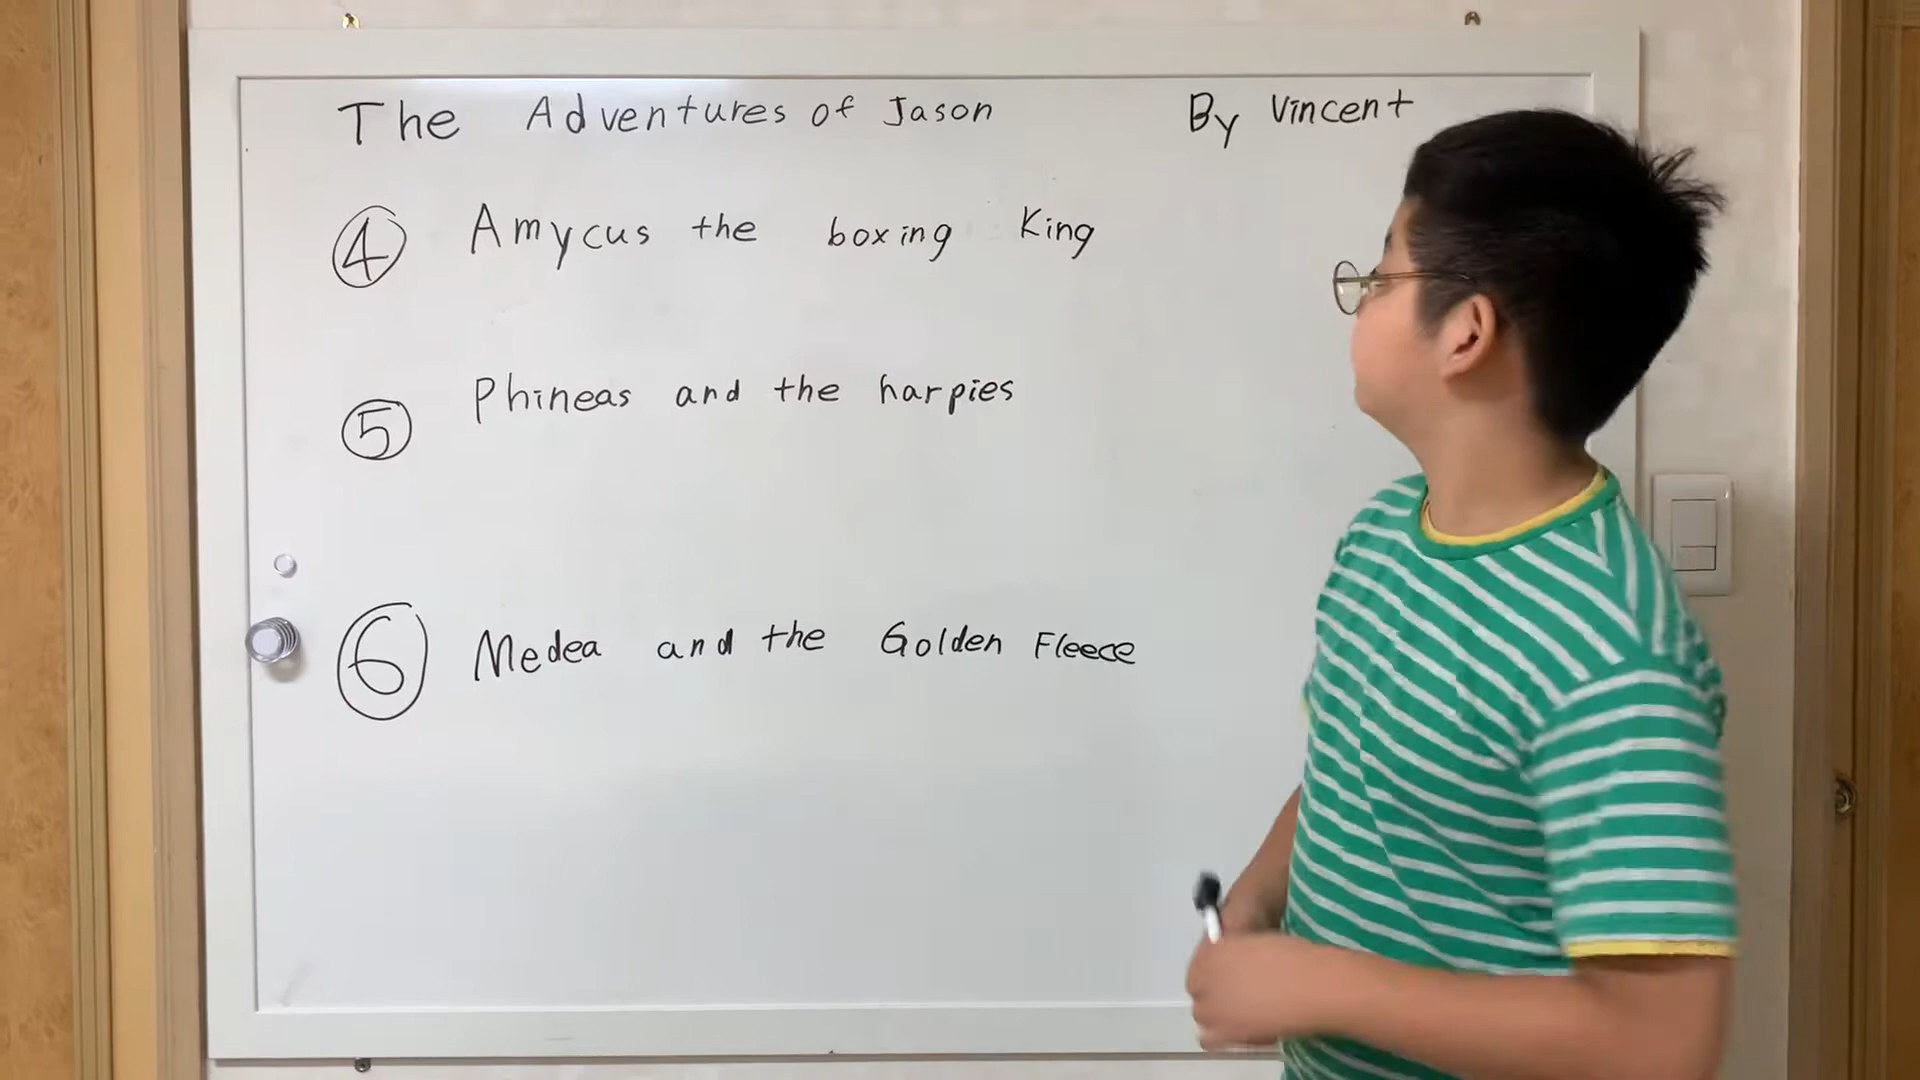 The Adventures of Jason By Vincent
④ Amycus the boxing King
⑤ Phineas and the harpies
⑥ Medea and the Golden Fleece